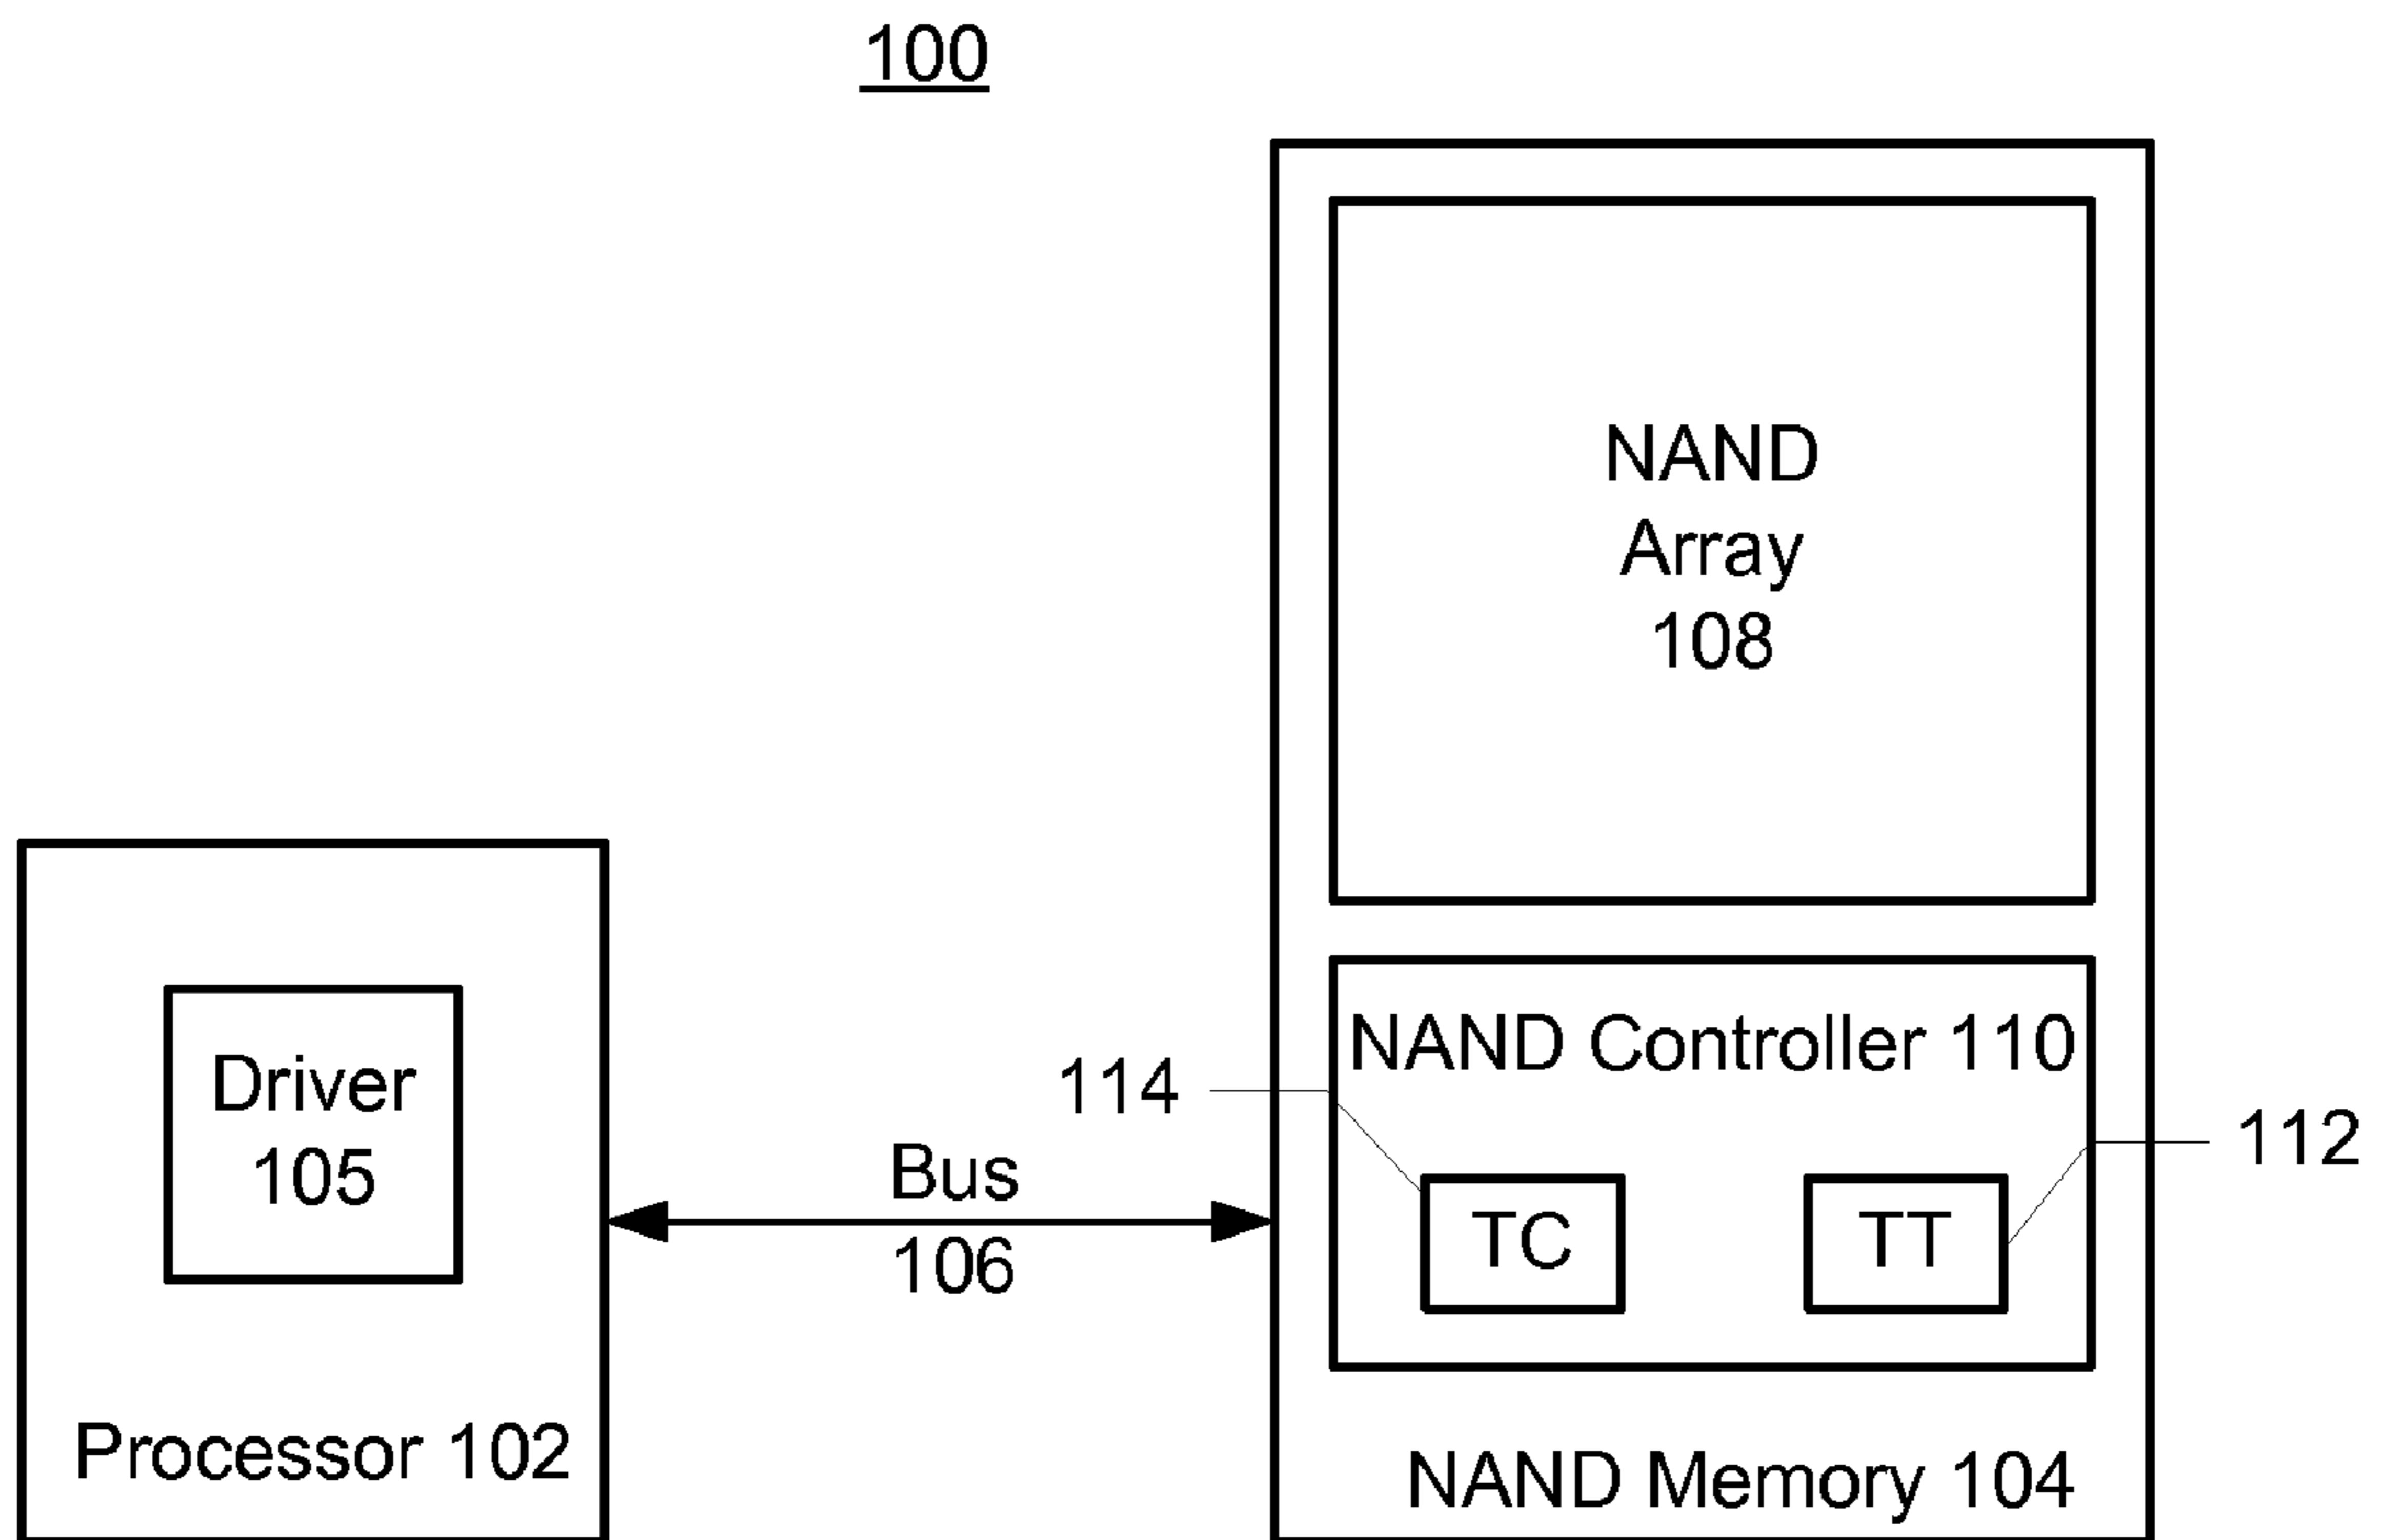 100
NAND
Array
108
NAND Controller 110
114
112
TC
TT
NAND Memory 104
Driver
105
Bus
106
Processor 102